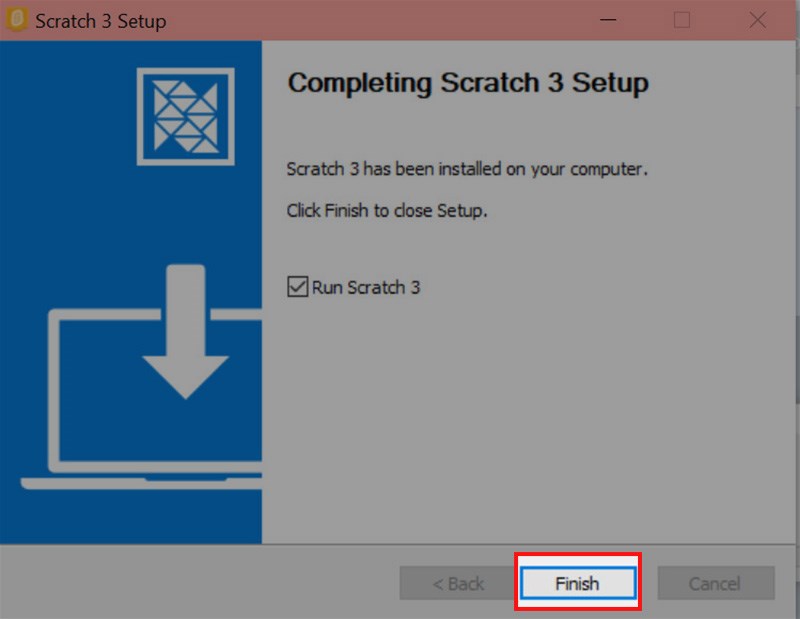 Scratch 3 Setup
Completing Scratch 3 Setup
Scratch 3 has been installed on your computer.
Click Finish to close Setup.
Run Scratch 3
< Back Finish Cancel